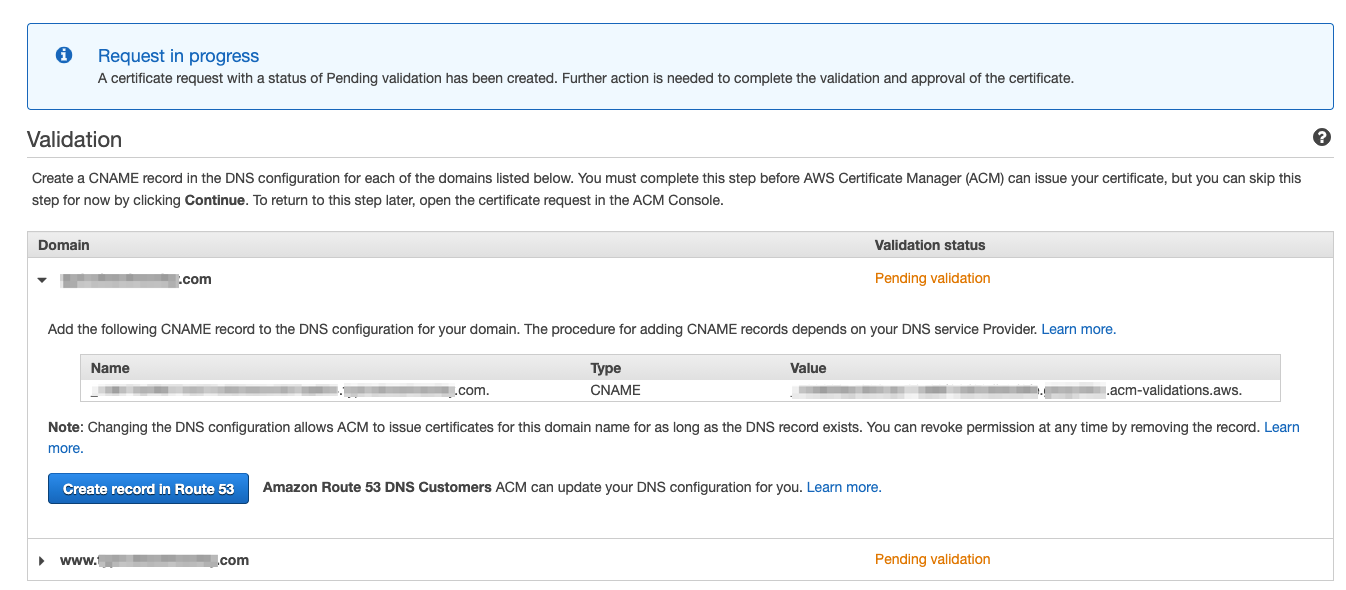 Request in progress
A certificate request with a status of Pending validation has been created. Further action is needed to complete the validation and approval of the certificate.
Validation
Create a CNAME record in the DNS configuration for each of the domains listed below. You must complete this step before AWS Certificate Manager (ACM) can issue your certificate, but you can skip this
step for now by clicking Continue. To return to this step later, open the certificate request in the ACM Console.
Domain Validation status
.com Pending validation
Add the following CNAME record to the DNS configuration for your domain. The procedure for adding CNAME records depends on your DNS service Provider. Learn more.
Name Type Value
.com. CNAME .acm-validations.aws.
Note: Changing the DNS configuration allows ACM to issue certificates for this domain name for as long as the DNS record exists. You can revoke permission at any time by removing the record. Learn
more.
Create record in Route 53 Amazon Route 53 DNS Customers ACM can update your DNS configuration for you. Learn more.
www. .com Pending validation